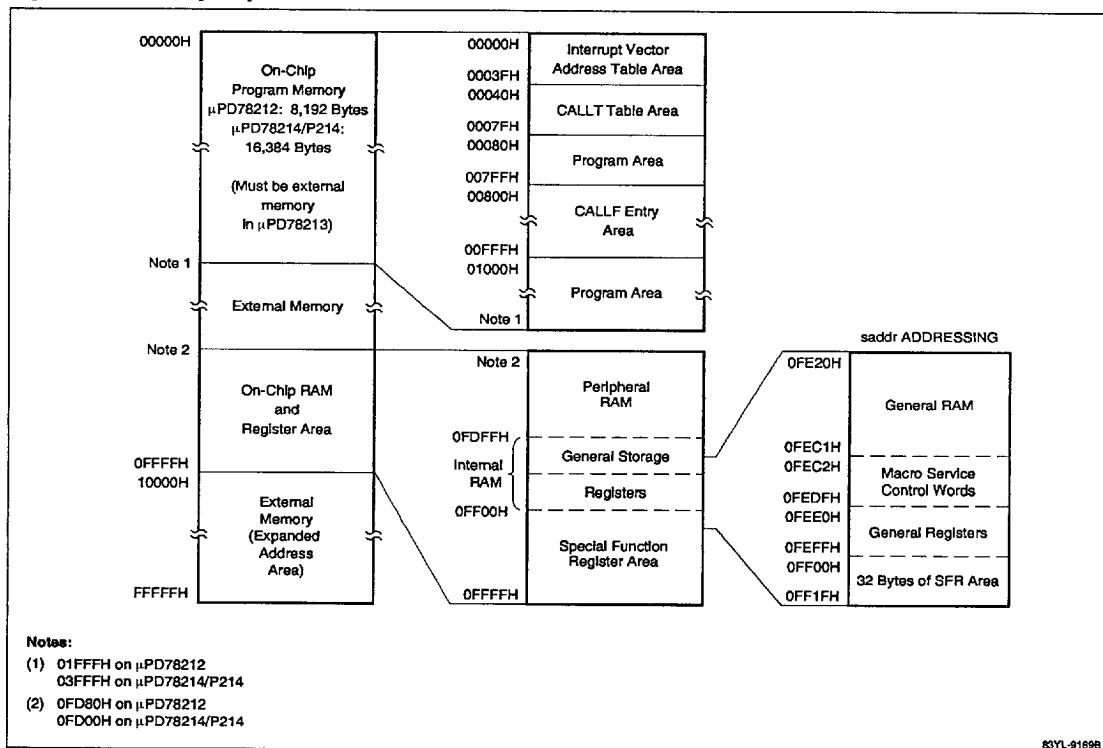 00000H
On-Chip
Program Memory
μPD78212: 8,192 Bytes
μPD78214/P214:
16,384 Bytes
(Must be external
memory
In μPD78213)
Note 1
External Memory
Note 2
On-Chip RAM
and
Register Area
0FFFFH
10000H
External
Memory
(Expanded
Address
Area)
FFFFFH
00000H
Interrupt Vector
Address Table Area
0003FH
00040H
CALLT Table Area
0007FH
00080H
Program Area
007FFH
00800H
CALLF Entry
Area
00FFFH
01000H
Program Area
Note 1
Note 2
Peripheral
RAM
0FDFFH
Internal
RAM
General Storage
Registers
0FF00H
Special Function
Register Area
0FFFFH
saddr ADDRESSING
0FE20H
General RAM
0FEC1H
0FEC2H
Macro Service
Control Words
0FEDFH
0FEE0H
General Registers
0FEFFH
0FF00H
32 Bytes of SFR Area
0FF1FH
Notes:
(1) 01FFFH on μPD78212
03FFFH on μPD78214/P214
(2) 0FD80H on μPD78212
0FD00H on μPD78214/P214
83YL-9169B